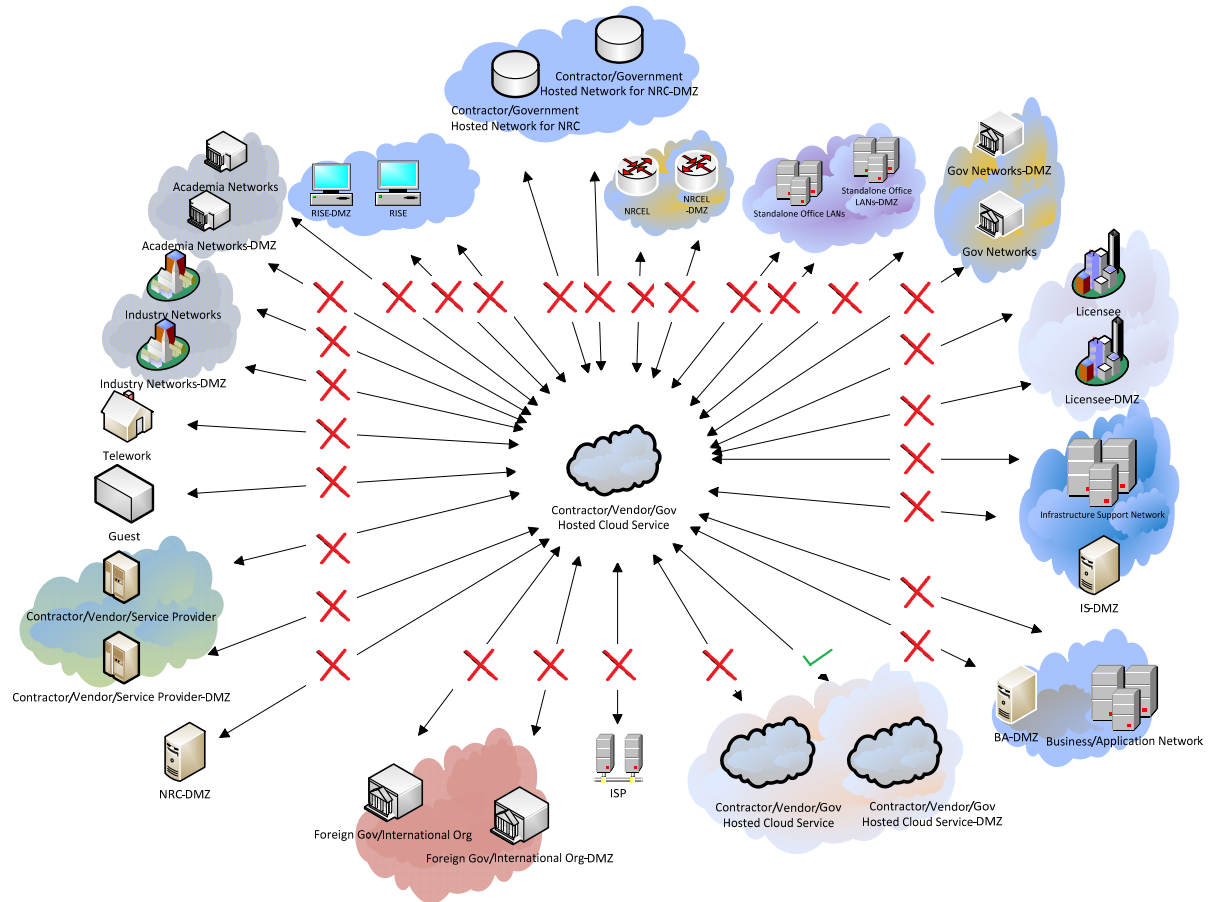 Contractor/Government
Hosted Network for NRC-DMZ
Contractor/Government
Hosted Network for NRC
Academia Networks
Academia Networks-DMZ
RISE-DMZ
RISE
NRCEL
NRCEL
-DMZ
Standalone Office LANs
Standalone Office
LANs-DMZ
Gov Networks-DMZ
Gov Networks
Industry Networks
Industry Networks-DMZ
Licensee
Licensee-DMZ
Telework
Guest
Contractor/Vendor/Gov
Hosted Cloud Service
Infrastructure Support Network
IS-DMZ
Contractor/Vendor/Service Provider
Contractor/Vendor/Service Provider-DMZ
NRC-DMZ
BA-DMZ
Business/Application Network
ISP
Foreign Gov/International Org
Foreign Gov/International Org-DMZ
Contractor/Vendor/Gov
Hosted Cloud Service
Contractor/Vendor/Gov
Hosted Cloud Service-DMZ